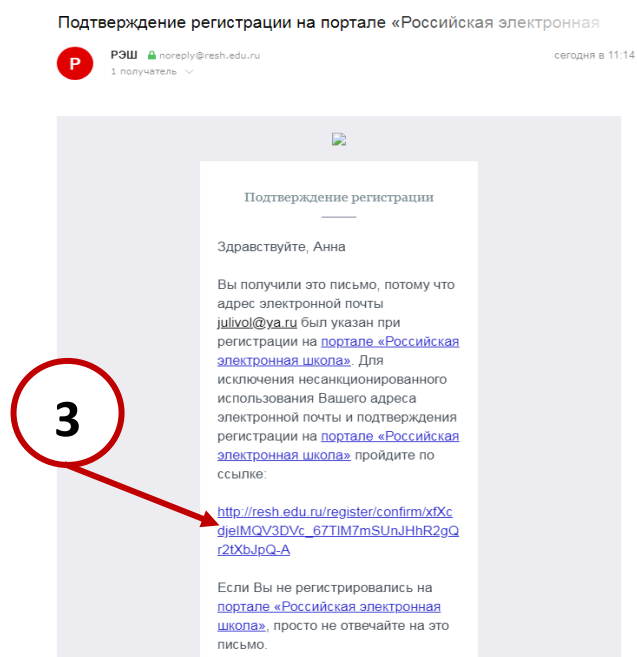 Подтверждение регистрации на портале «Российская электронная
Р
РЭШ noreply@resh.edu.ru
сегодня в 11:14
1 получатель
Подтверждение регистрации
Здравствуйте, Анна
Вы получили это письмо, потому что
адрес электронной почты
julivol@ya.ru был указан при
регистрации на портале «Российская
электронная школа». Для
исключения несанкционированного
использования Вашего адреса
электронной почты и подтверждения
регистрации на портале «Российская
электронная школа» пройдите по
ссылке:
3
http://resh.edu.ru/register/confirm/xfXc
djeIMQV3DVc_67TlM7mSUnJHhR2gQ
r2tXbJpQ-A
Если Вы не регистрировались на
портале «Российская электронная
школа», просто не отвечайте на это
письмо.